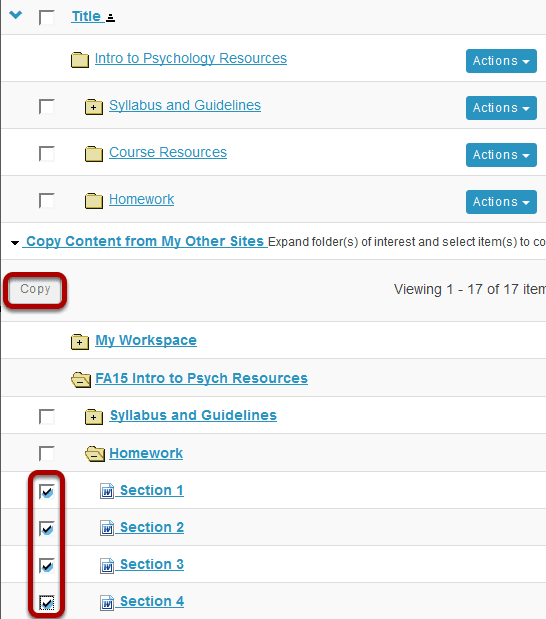 Title
Intro to Psychology Resources Actions
Syllabus and Guidelines Actions
Course Resources Actions
Homework Actions
Copy Content from My Other Sites Expand folder(s) of interest and select item(s) to co
Copy Viewing 1 - 17 of 17 item
My Workspace
FA15 Intro to Psych Resources
Syllabus and Guidelines
Homework
Section 1
Section 2
Section 3
Section 4